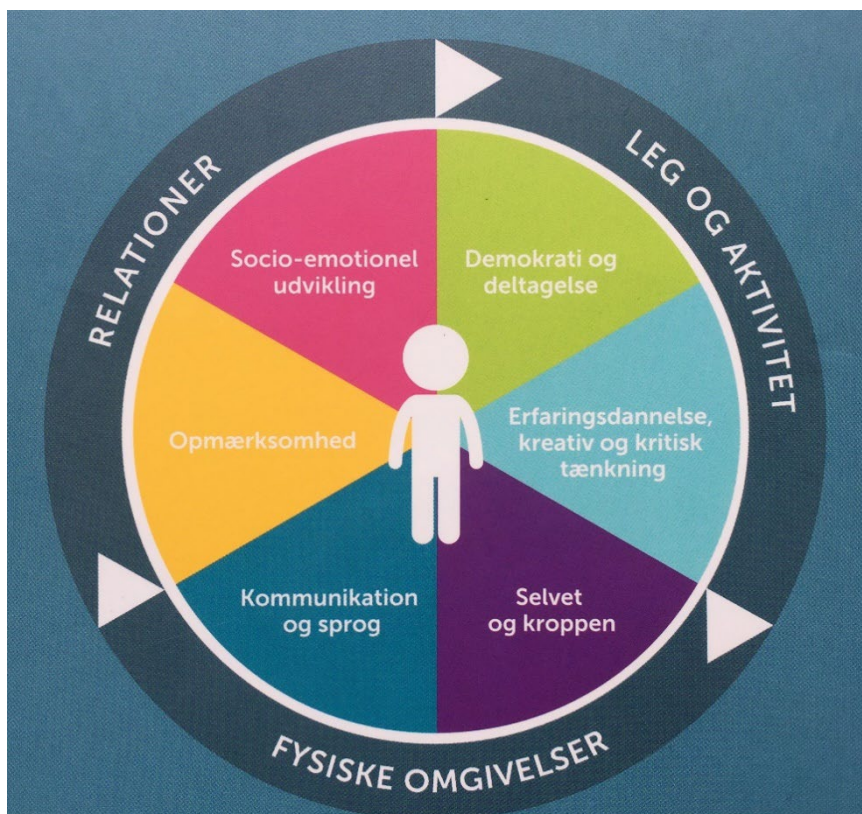 RELATIONER
LEG OG AKTIVITET
Socio-emotionel
udvikling
Demokrati og
deltagelse
Opmærksomhed
Erfaringsdannelse,
kreativ og kritisk
tænkning
Kommunikation
og sprog
Selvet
og kroppen
FYSISKE OMGIVELSER